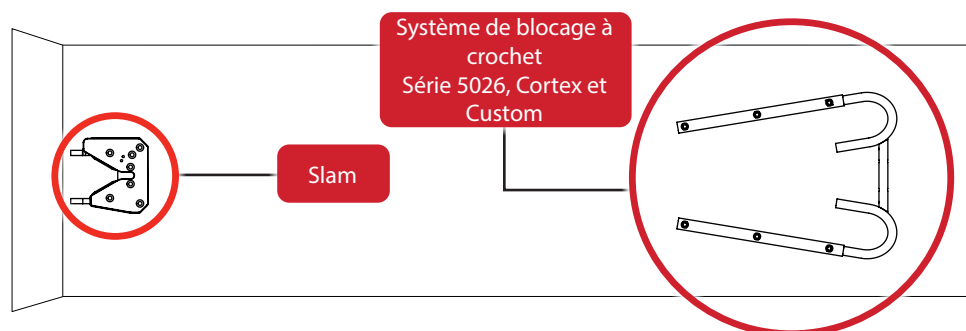 Système de blocage à
crochet
Série 5026, Cortex et
Custom
Slam